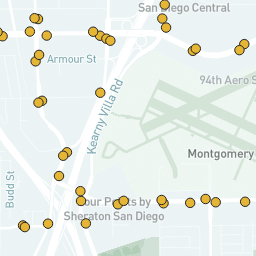 San Diego Central
Armour St
94th Aero S
Kearny Villa Rd
Montgomery
Budd St
Four Points by
Sheraton San Diego